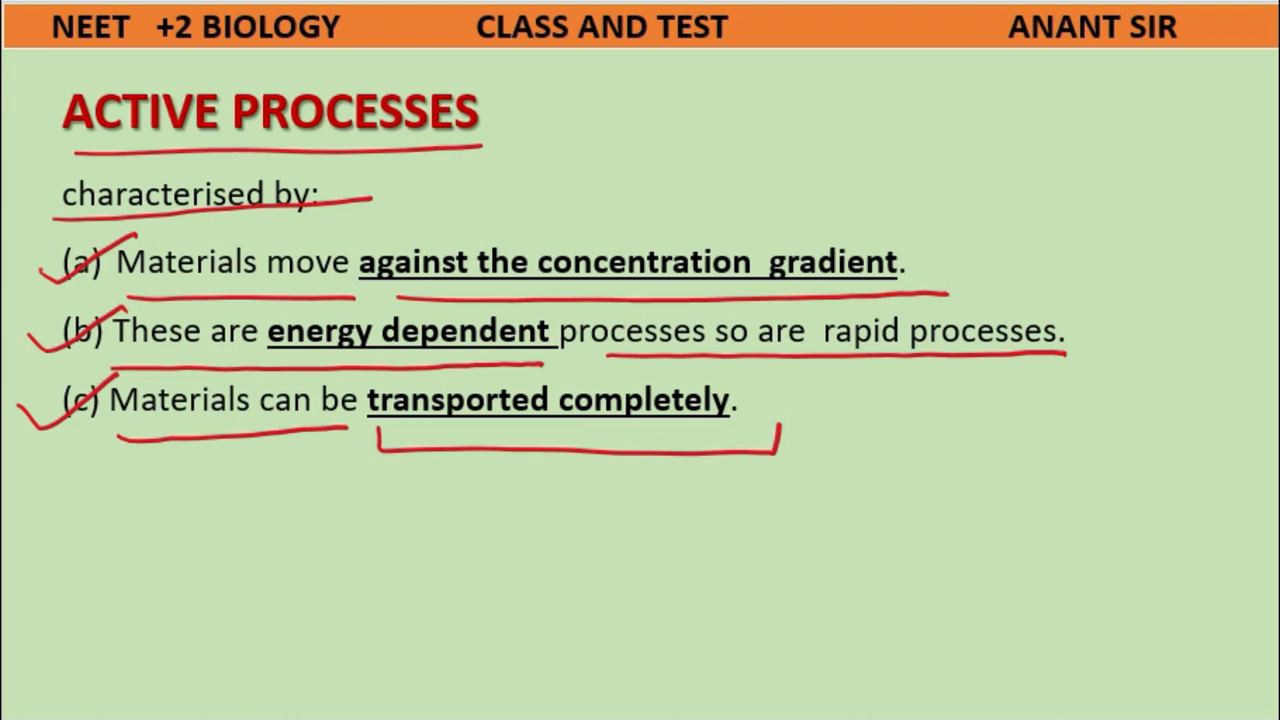 NEET +2 BIOLOGY CLASS AND TEST ANANT SIR
ACTIVE PROCESSES
characterised by:
(a) Materials move against the concentration gradient.
(b) These are energy dependent processes so are rapid processes.
(c) Materials can be transported completely.